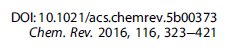 DOI: 10.1021/acs.chemrev.5b00373
Chem. Rev. 2016, 116, 323−421